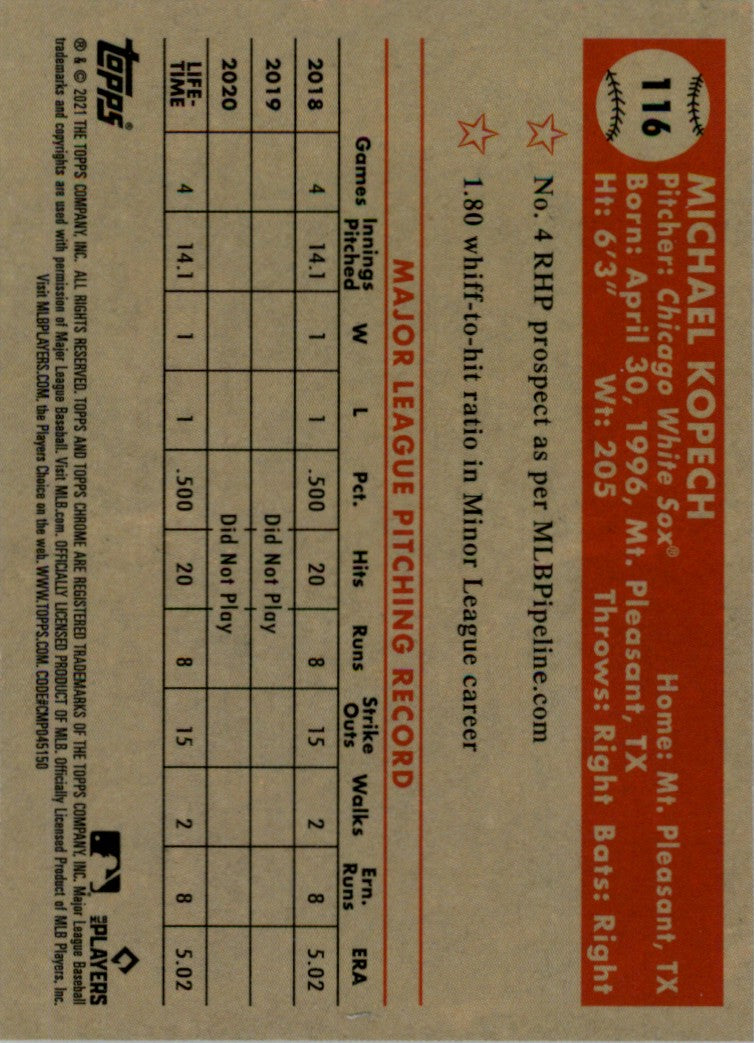 116
MICHAEL KOPECH
Pitcher: Chicago White Sox® Home: Mt. Pleasant, TX
Born: April 30, 1996, Mt. Pleasant, TX
Ht: 6'3" Wt: 205 Throws: Right Bats: Right
No. 4 RHP prospect as per MLBPipeline.com
1.80 whiff-to-hit ratio in Minor League career
MAJOR LEAGUE PITCHING RECORD
Games Innings Pitched W L Pct. Hits Runs Strike Outs Walks Ern. Runs ERA
2018 4 14.1 1 1 .500 20 8 15 2 8 5.02
2019 Did Not Play
2020 Did Not Play
LIFE-TIME 4 14.1 1 1 .500 20 8 15 2 8 5.02
topps®
MLB PLAYERS
® & © 2021 THE TOPPS COMPANY, INC. ALL RIGHTS RESERVED. TOPPS AND TOPPS CHROME ARE REGISTERED TRADEMARKS OF THE TOPPS COMPANY, INC. Major League Baseball
trademarks and copyrights are used with permission of Major League Baseball. Visit MLB.com. OFFICIALLY LICENSED PRODUCT OF MLB. Officially Licensed Product of MLB Players, Inc.
Visit MLBPLAYERS.COM, the Players Choice on the web. WWW.TOPPS.COM. CODE#CMP045150